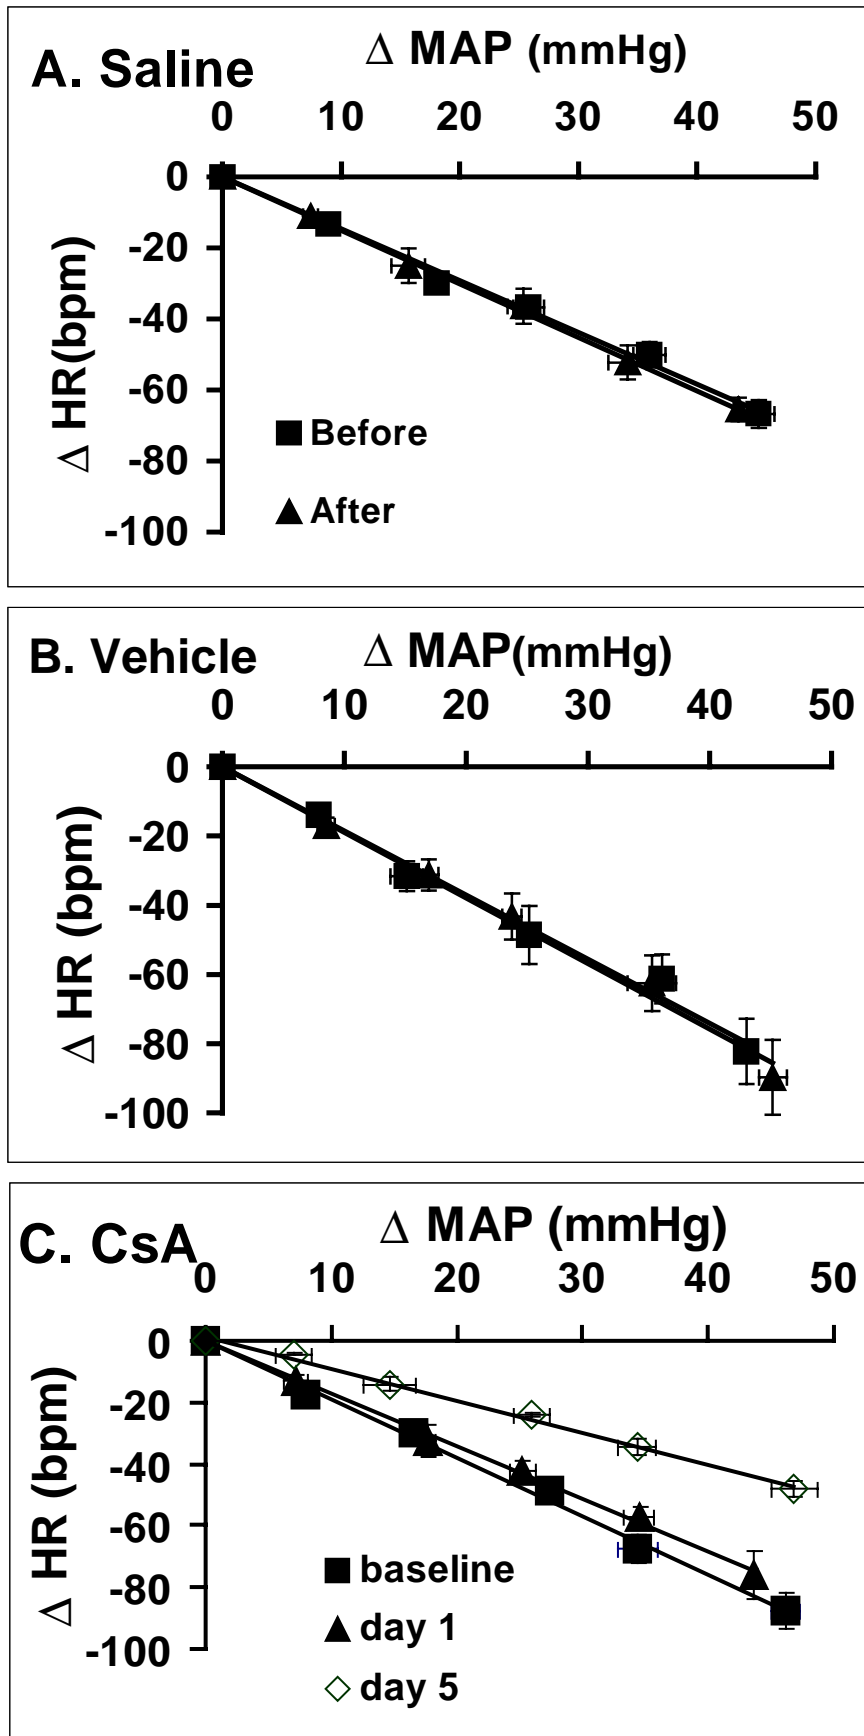 A. Saline
Δ MAP (mmHg)
0 10 20 30 40 50
0
-20
-40
-60
-80
-100
Δ HR(bpm)
Before
After
B. Vehicle
Δ MAP(mmHg)
0 10 20 30 40 50
0
-20
-40
-60
-80
-100
Δ HR (bpm)
C. CsA
Δ MAP (mmHg)
0 10 20 30 40 50
0
-20
-40
-60
-80
-100
Δ HR (bpm)
baseline
day 1
day 5